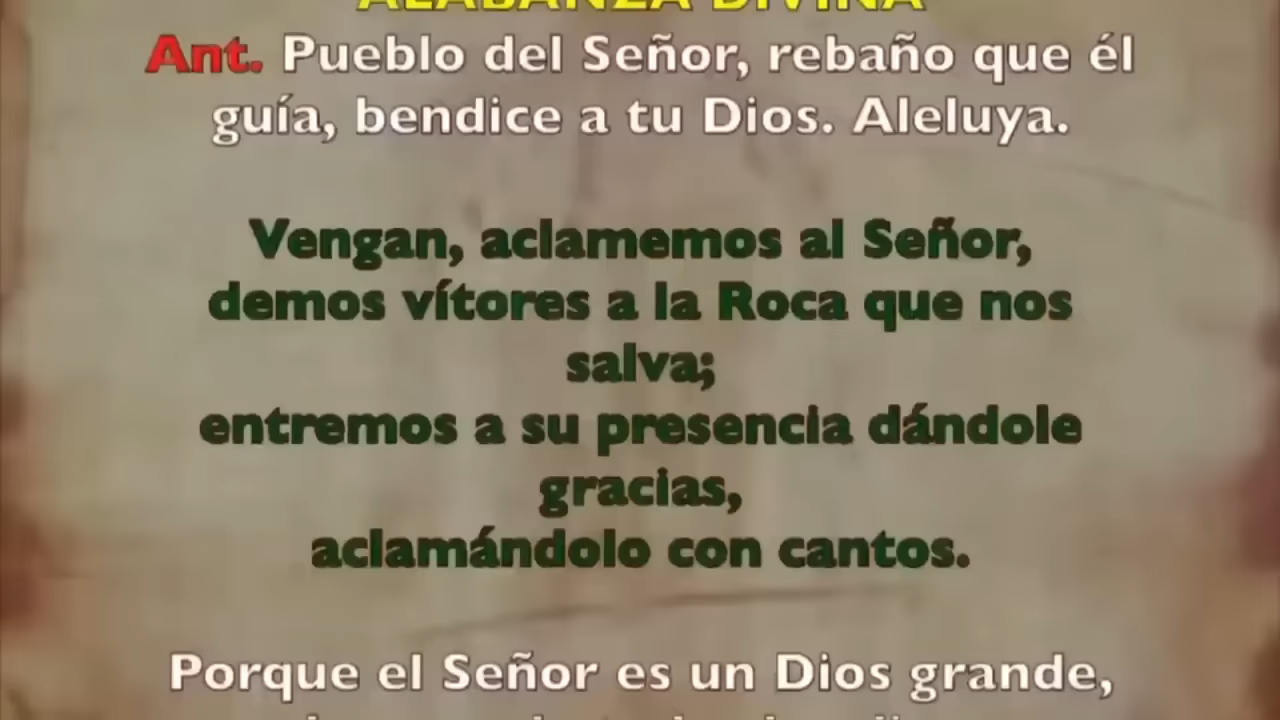 ALABANZA DIVINA
Ant. Pueblo del Señor, rebaño que él
guía, bendice a tu Dios. Aleluya.
Vengan, aclamemos al Señor,
demos vítores a la Roca que nos
salva;
entremos a su presencia dándole
gracias,
aclamándolo con cantos.
Porque el Señor es un Dios grande,